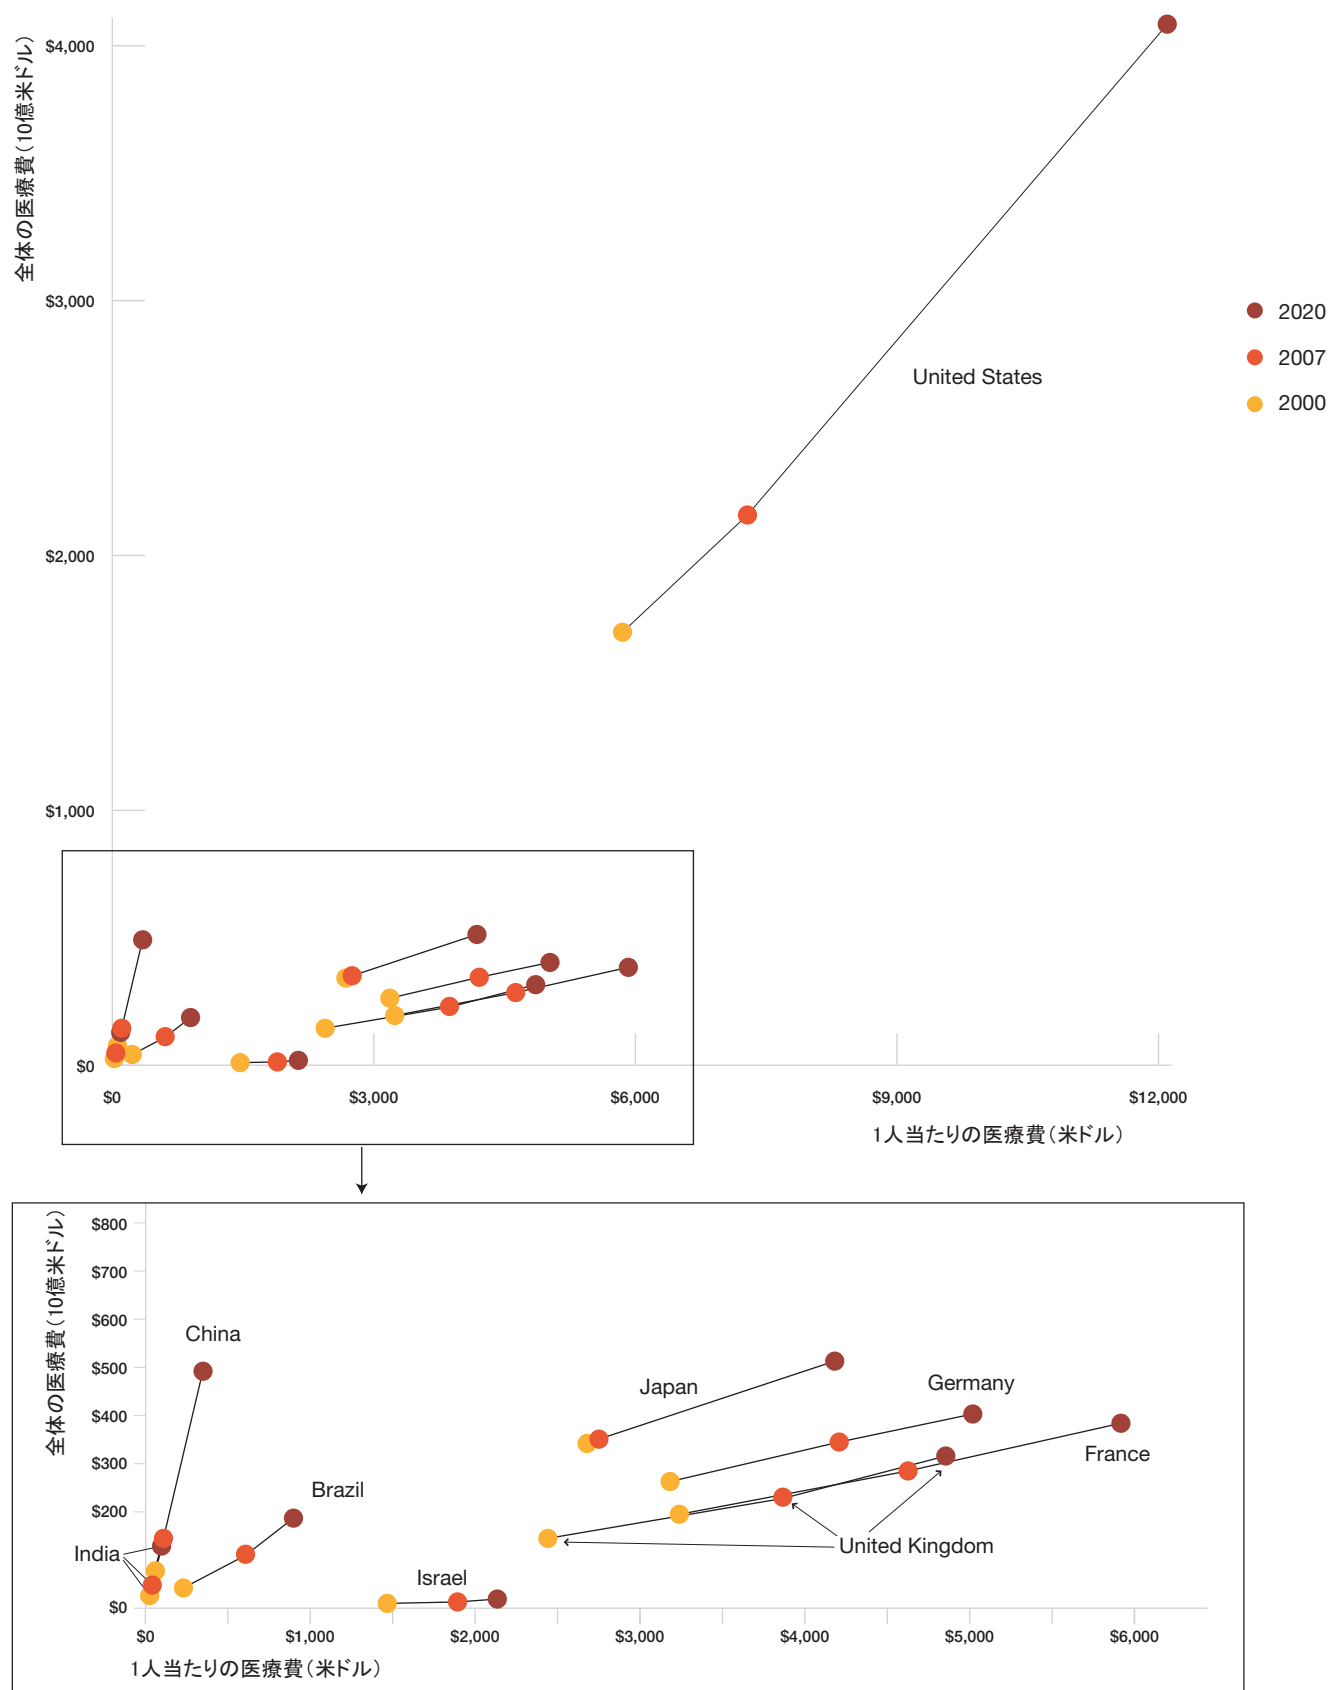 全体の医療費（10億米ドル）
$4,000
$3,000
$2,000
$1,000
$0
2020
2007
2000
United States
$0
$3,000
$6,000
$9,000
$12,000
1人当たりの医療費（米ドル）
全体の医療費（10億米ドル）
$800
$700
$600
$500
$400
$300
$200
$0
China
Japan
Germany
France
Brazil
India
United Kingdom
Israel
$0
$1,000
$2,000
$3,000
$4,000
$5,000
$6,000
1人当たりの医療費（米ドル）